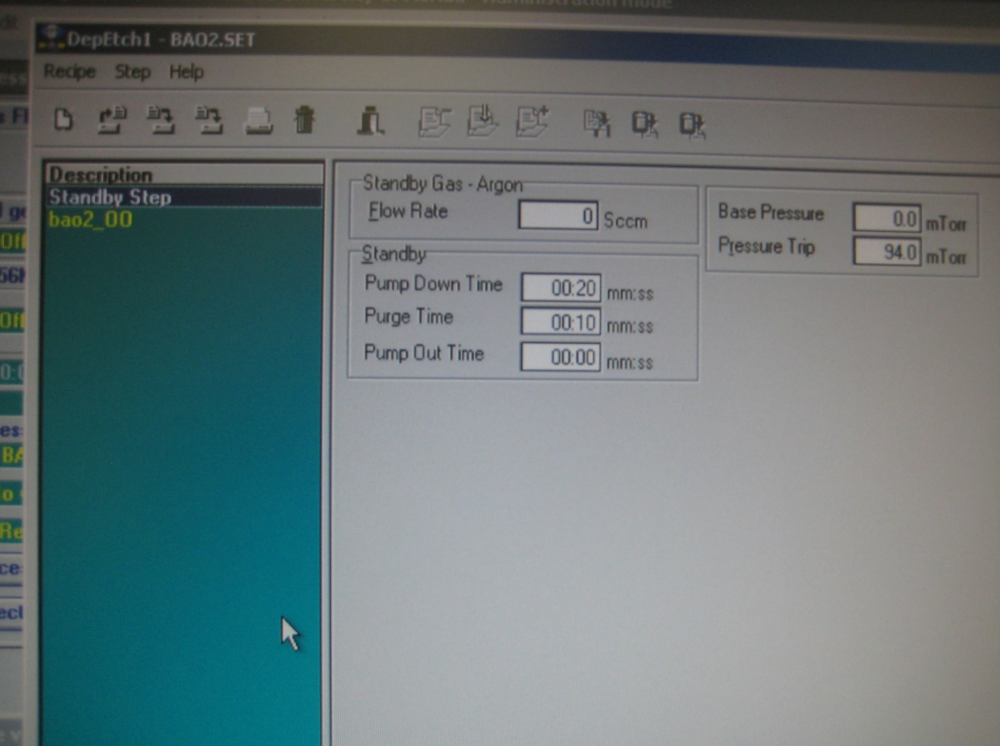 Administration mode
DepEtch1 - BAO2.SET
Recipe Step Help
Description
Standby Step
bao2_00
Standby Gas - Argon
Flow Rate 0 Sccm
Standby
Pump Down Time 00:20 mm:ss
Purge Time 00:10 mm:ss
Pump Out Time 00:00 mm:ss
Base Pressure 0.0 mTorr
Pressure Trip 94.0 mTorr